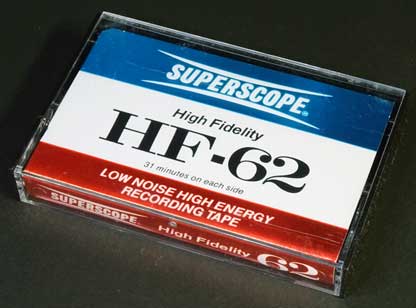 SUPERSCOPE®
High Fidelity
HF-62
31 minutes on each side
LOW NOISE HIGH ENERGY
RECORDING TAPE
SUPERSCOPE
High Fidelity 62